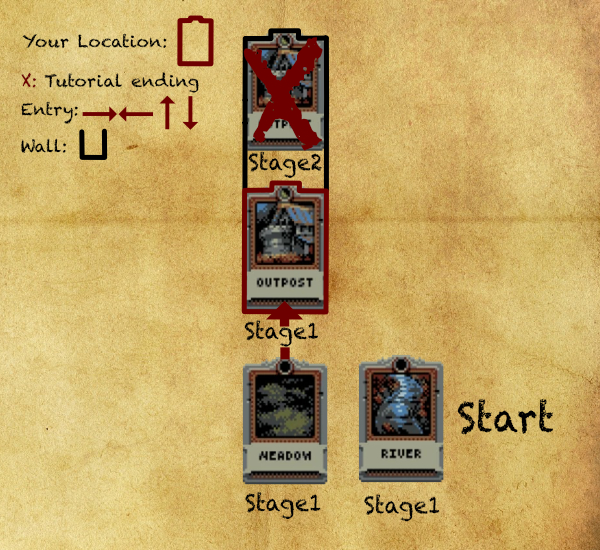 Your Location:
X: Tutorial ending
Entry:
Wall:
Stage2
OUTPOST
Stage1
MEADOW
RIVER
Start
Stage1
Stage1